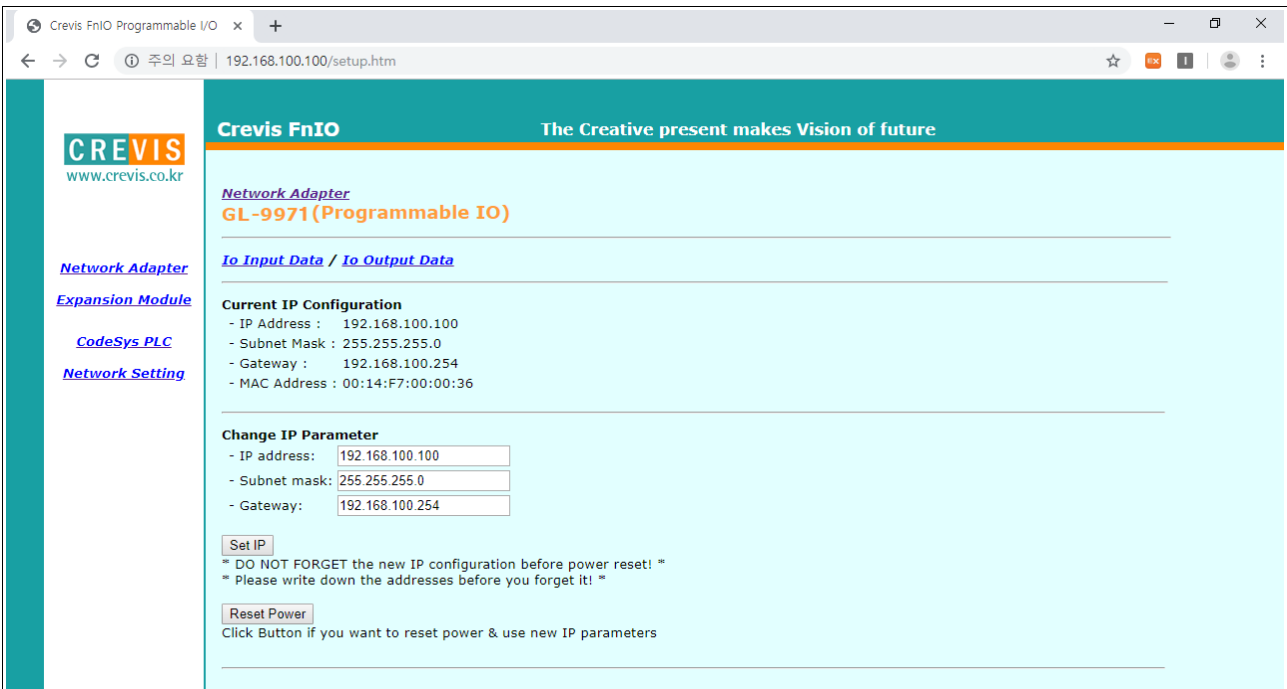 Crevis FnIO Programmable I/O
주의 요함 | 192.168.100.100/setup.htm
CREVIS
www.crevis.co.kr
Network Adapter
Expansion Module
CodeSys PLC
Network Setting
Crevis FnIO The Creative present makes Vision of future
Network Adapter
GL-9971(Programmable IO)
Io Input Data / Io Output Data
Current IP Configuration
- IP Address : 192.168.100.100
- Subnet Mask : 255.255.255.0
- Gateway : 192.168.100.254
- MAC Address : 00:14:F7:00:00:36
Change IP Parameter
- IP address: 192.168.100.100
- Subnet mask: 255.255.255.0
- Gateway: 192.168.100.254
Set IP
* DO NOT FORGET the new IP configuration before power reset! *
* Please write down the addresses before you forget it! *
Reset Power
Click Button if you want to reset power & use new IP parameters